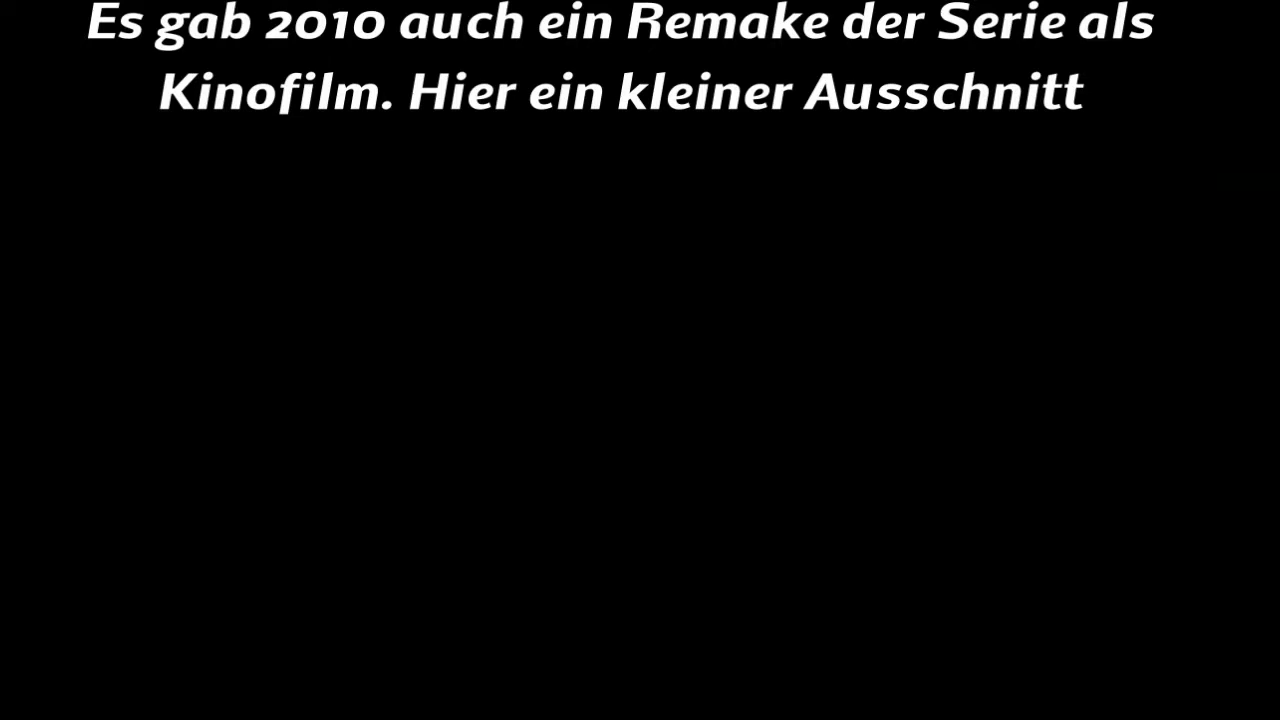 Es gab 2010 auch ein Remake der Serie als
Kinofilm. Hier ein kleiner Ausschnitt